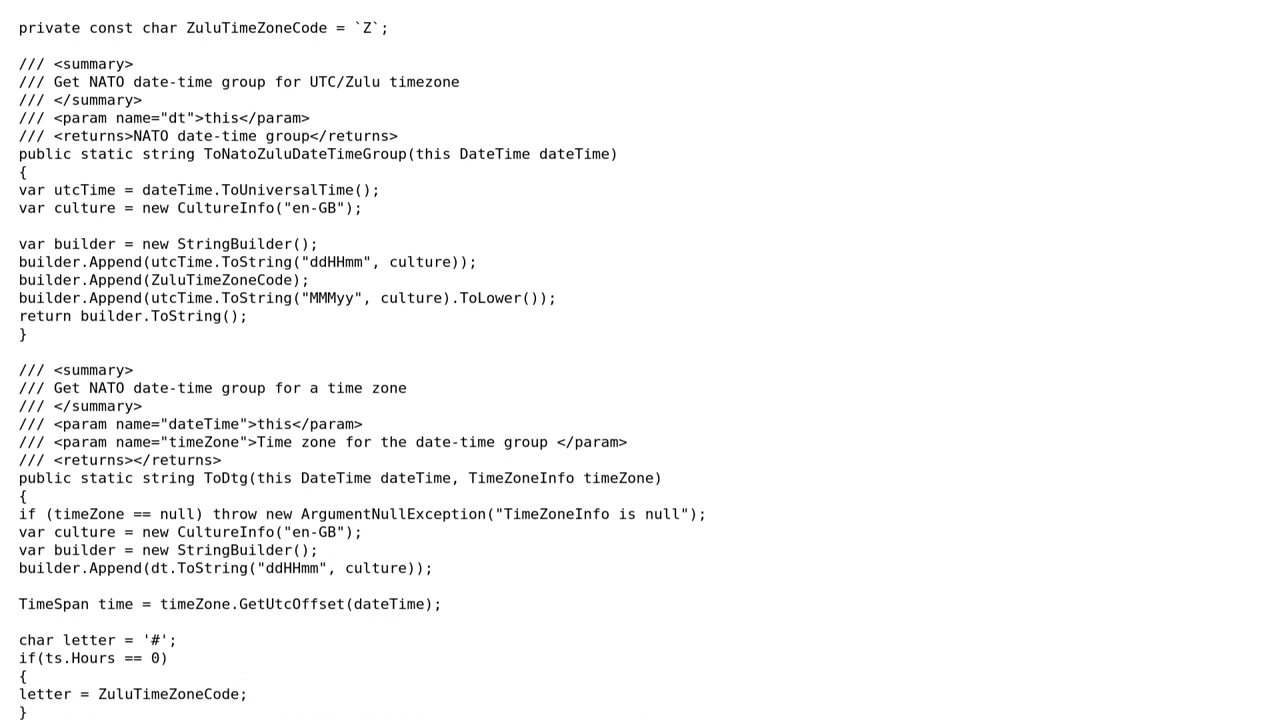 private const char ZuluTimeZoneCode = `Z`;
/// <summary>
/// Get NATO date-time group for UTC/Zulu timezone
/// </summary>
/// <param name="dt">this</param>
/// <returns>NATO date-time group</returns>
public static string ToNatoZuluDateTimeGroup(this DateTime dateTime)
{
var utcTime = dateTime.ToUniversalTime();
var culture = new CultureInfo("en-GB");
var builder = new StringBuilder();
builder.Append(utcTime.ToString("ddHHmm", culture));
builder.Append(ZuluTimeZoneCode);
builder.Append(utcTime.ToString("MMMyy", culture).ToLower());
return builder.ToString();
}
/// <summary>
/// Get NATO date-time group for a time zone
/// </summary>
/// <param name="dateTime">this</param>
/// <param name="timeZone">Time zone for the date-time group </param>
/// <returns></returns>
public static string ToDtg(this DateTime dateTime, TimeZoneInfo timeZone)
{
if (timeZone == null) throw new ArgumentNullException("TimeZoneInfo is null");
var culture = new CultureInfo("en-GB");
var builder = new StringBuilder();
builder.Append(dt.ToString("ddHHmm", culture));
TimeSpan time = timeZone.GetUtcOffset(dateTime);
char letter = '#';
if(ts.Hours == 0)
{
letter = ZuluTimeZoneCode;
}